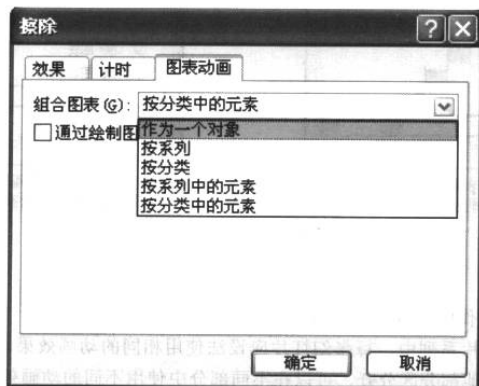 擦除
效果 计时 图表动画
组合图表(G): 按分类中的元素
通过绘制图
作为一个对象
按系列
按分类
按系列中的元素
按分类中的元素
确定 取消